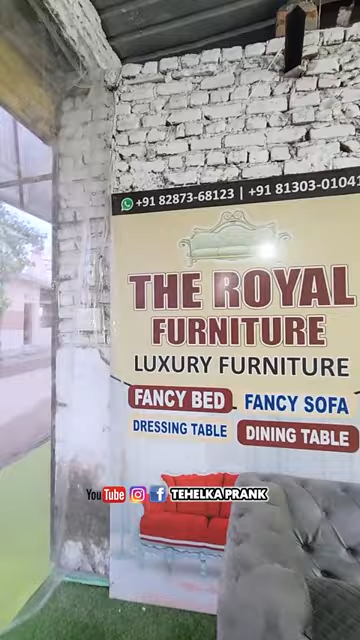 +91 82873-68123 | +91 81303-01041
THE ROYAL
FURNITURE
LUXURY FURNITURE
FANCY BED FANCY SOFA
DRESSING TABLE DINING TABLE
YouTube TEHELKA PRANK